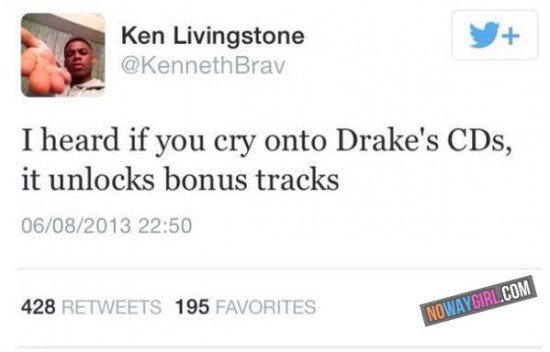 Ken Livingstone
@KennethBrav
I heard if you cry onto Drake's CDs,
it unlocks bonus tracks
06/08/2013 22:50
428 RETWEETS 195 FAVORITES
NOWAYGIRL.COM